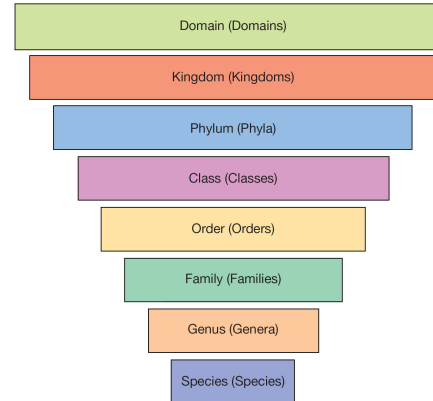 Domain (Domains)
Kingdom (Kingdoms)
Phylum (Phyla)
Class (Classes)
Order (Orders)
Family (Families)
Genus (Genera)
Species (Species)